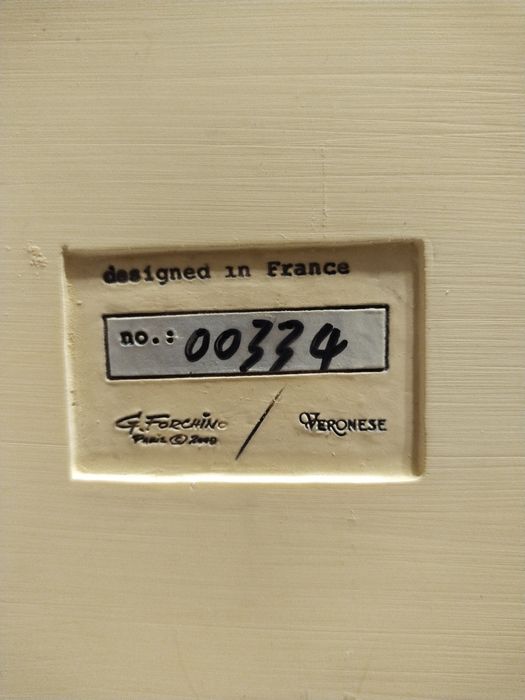 designed in France
no.: 00334
G. FORCHINO / VERONESE
PARIS © 2000